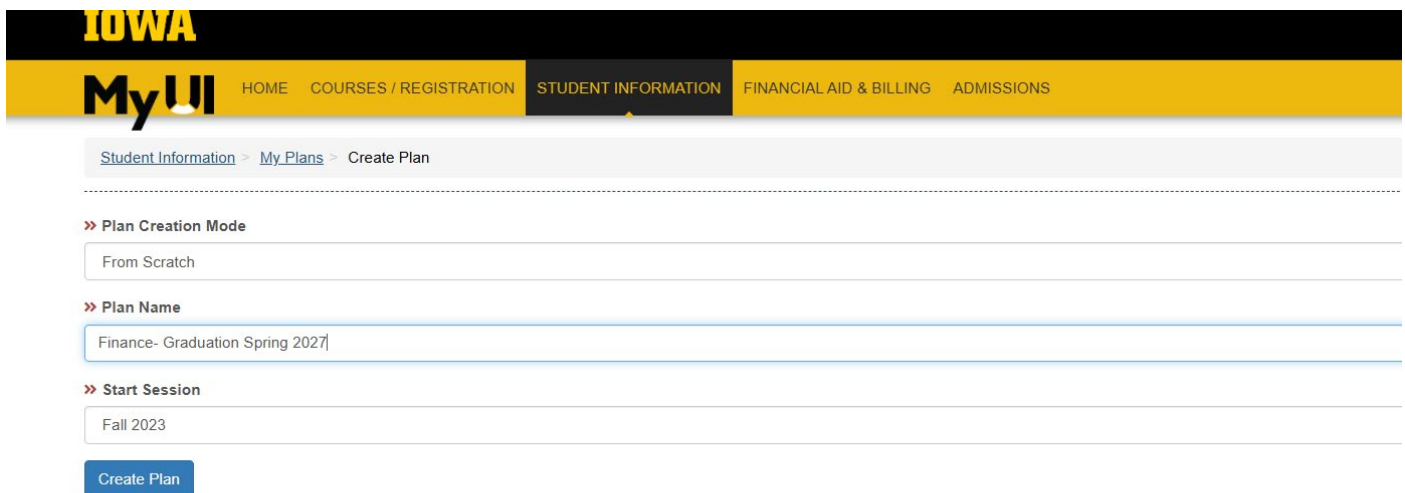 IOWA
MyUI HOME COURSES / REGISTRATION STUDENT INFORMATION FINANCIAL AID & BILLING ADMISSIONS
Student Information > My Plans > Create Plan
» Plan Creation Mode
From Scratch
» Plan Name
Finance- Graduation Spring 2027
» Start Session
Fall 2023
Create Plan